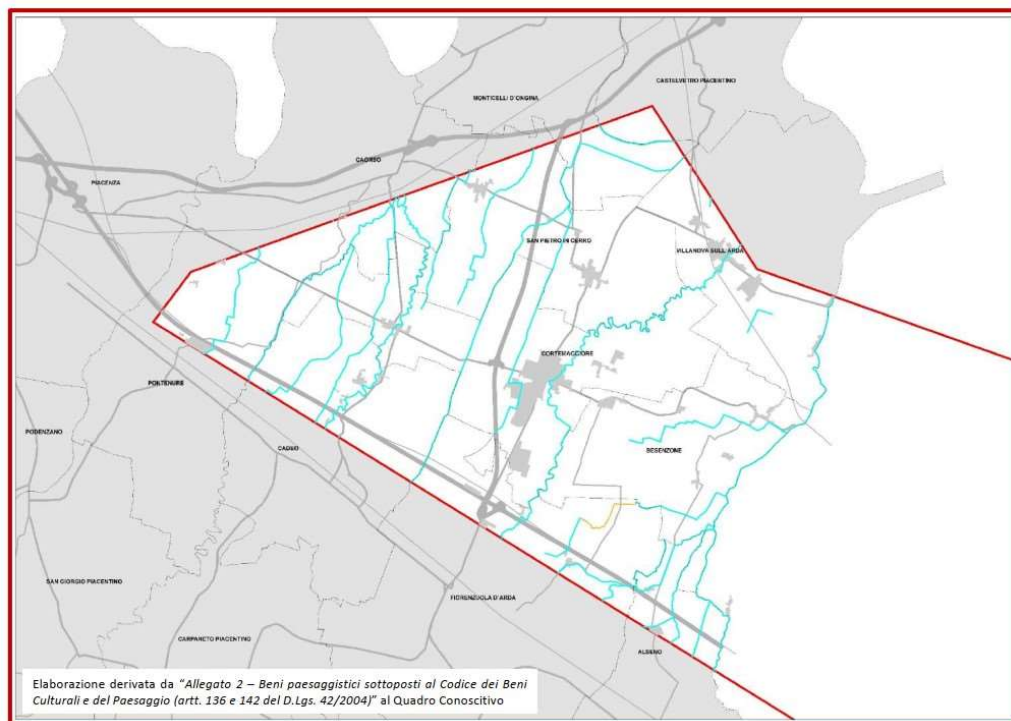 CASTELVETRO PIACENTINO
MONTICELLI D'ONGINA
CAORSO
PIACENZA
SAN PIETRO IN CERRO
VILLANOVA SULL'ARDA
CORTEMAGGIORE
PONTENURE
PODENZANO
CADEO
BESENZONE
SAN GIORGIO PIACENTINO
FIORENZUOLA D'ARDA
CARPANETO PIACENTINO
ALSENO
Elaborazione derivata da "Allegato 2 – Beni paesaggistici sottoposti al Codice dei Beni
Culturali e del Paesaggio (artt. 136 e 142 del D.Lgs. 42/2004)" al Quadro Conoscitivo